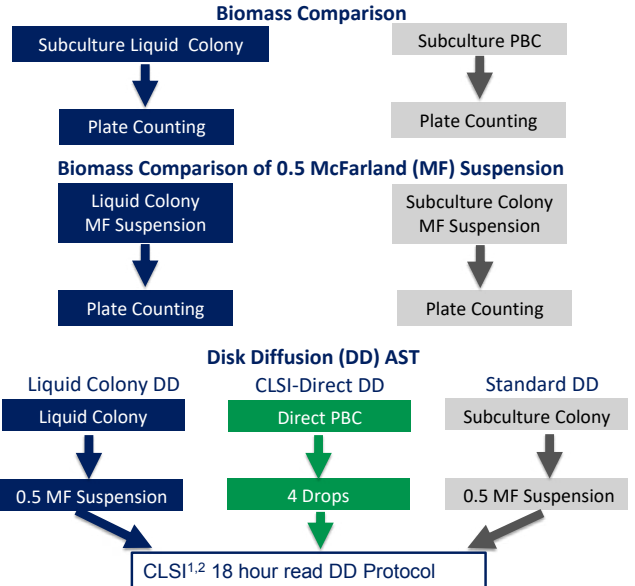 Biomass Comparison
Subculture Liquid Colony
Subculture PBC
Plate Counting
Plate Counting
Biomass Comparison of 0.5 McFarland (MF) Suspension
Liquid Colony
MF Suspension
Subculture Colony
MF Suspension
Plate Counting
Plate Counting
Disk Diffusion (DD) AST
Liquid Colony DD
CLSI-Direct DD
Standard DD
Liquid Colony
Direct PBC
Subculture Colony
0.5 MF Suspension
4 Drops
0.5 MF Suspension
CLSI1,2 18 hour read DD Protocol